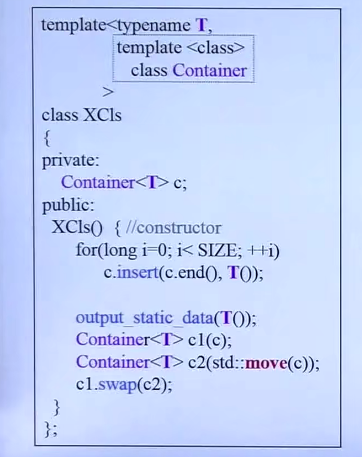 template<typename T,
template <class>
class Container
>
class XCls
{
private:
Container<T> c;
public:
XCls()  { //constructor
for(long i=0; i< SIZE; ++i)
c.insert(c.end(), T());
output_static_data(T());
Container<T> c1(c);
Container<T> c2(std::move(c));
c1.swap(c2);
}
};